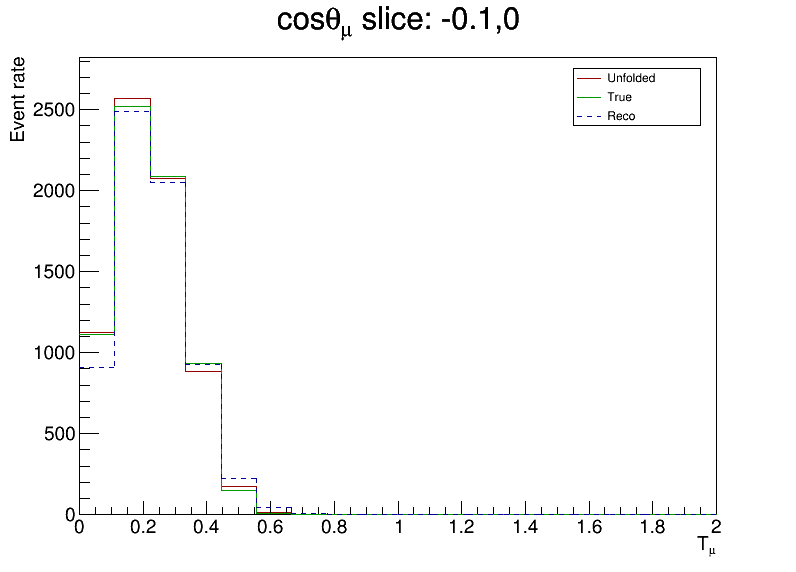 cosθμ slice: -0.1,0
Event rate
Unfolded
True
Reco
2500
2000
1500
1000
500
0
0 0.2 0.4 0.6 0.8 1 1.2 1.4 1.6 1.8 2
Tμ